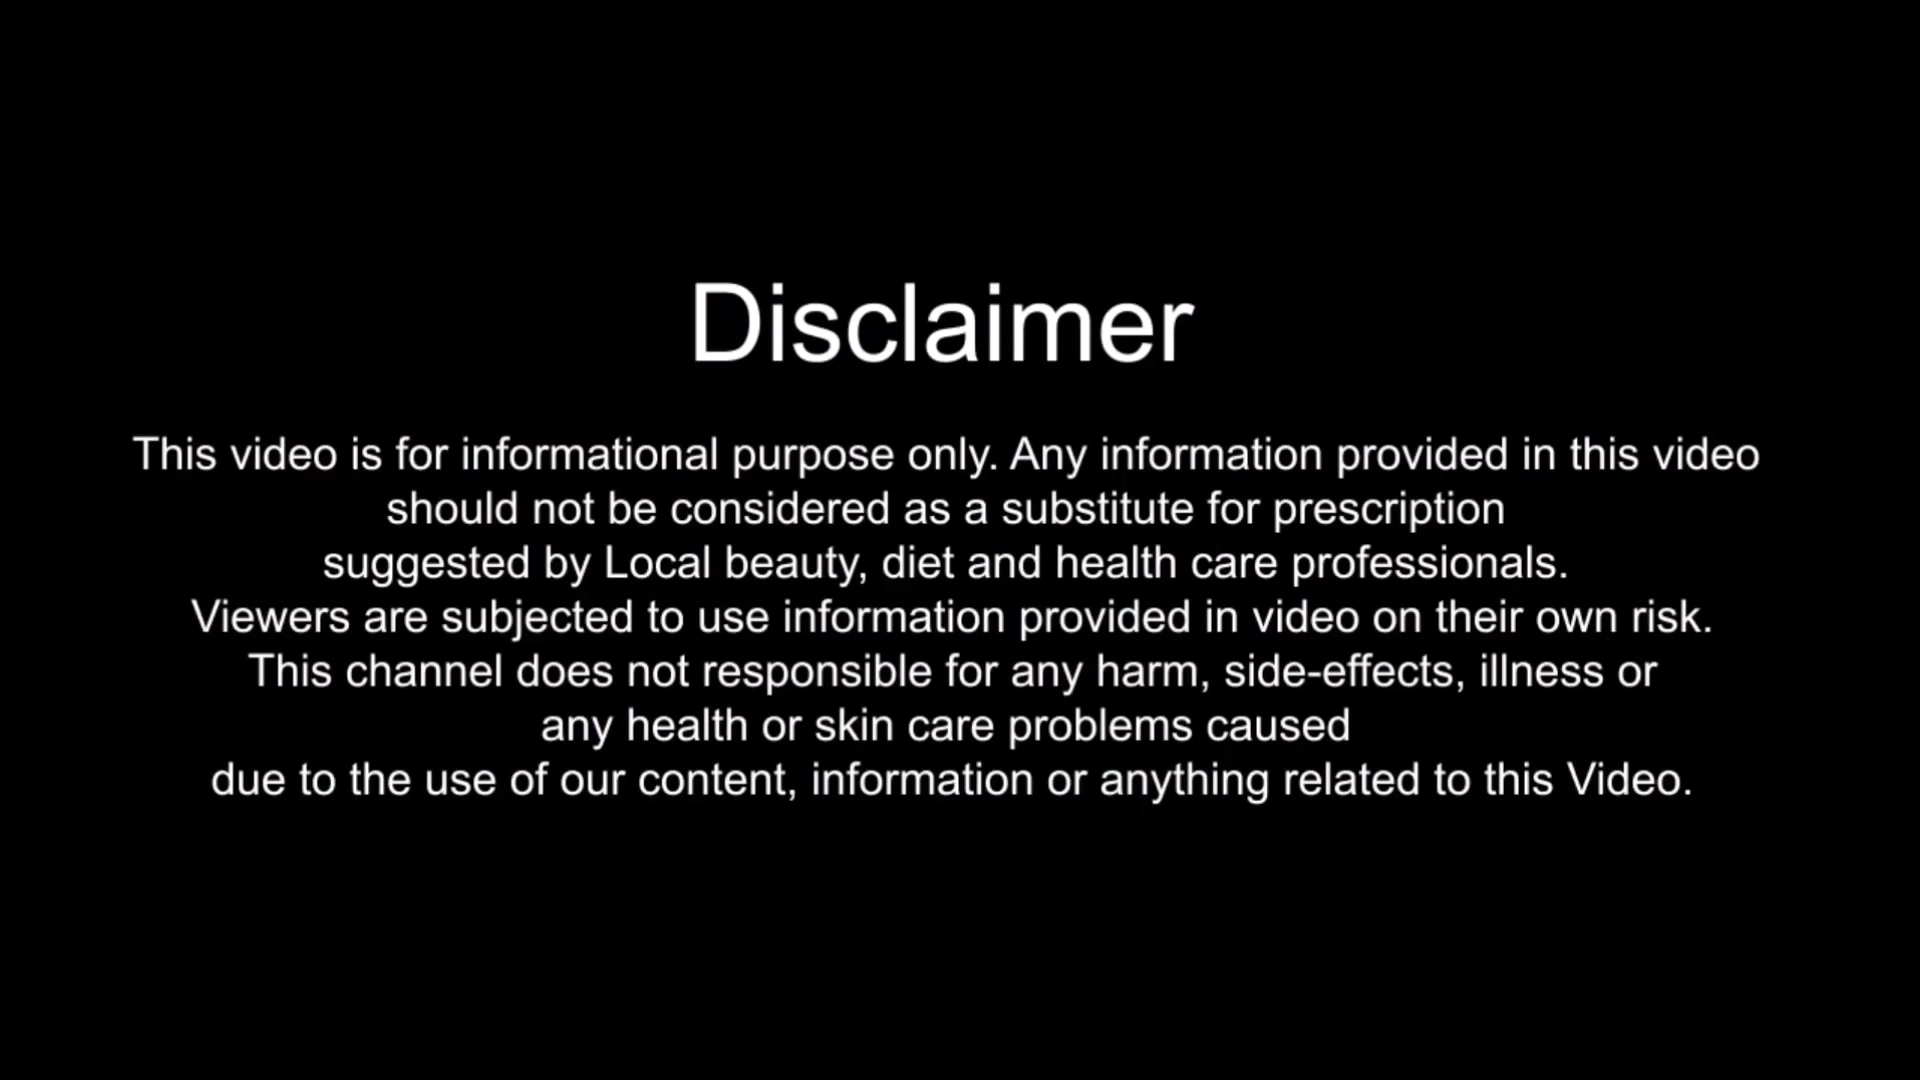 Disclaimer
This video is for informational purpose only. Any information provided in this video
should not be considered as a substitute for prescription
suggested by Local beauty, diet and health care professionals.
Viewers are subjected to use information provided in video on their own risk.
This channel does not responsible for any harm, side-effects, illness or
any health or skin care problems caused
due to the use of our content, information or anything related to this Video.